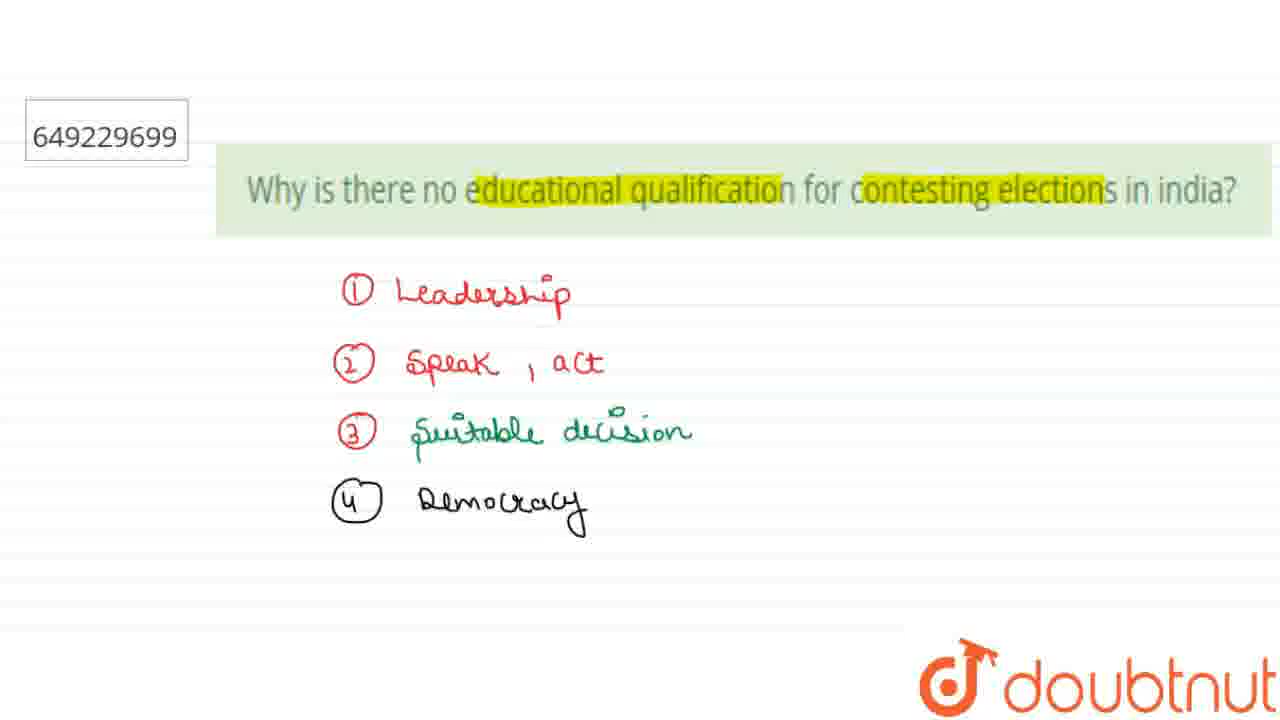 649229699
Why is there no educational qualification for contesting elections in india?
① Leadership
② Speak , act
③ Suitable decision
④ Democracy
doubtnut